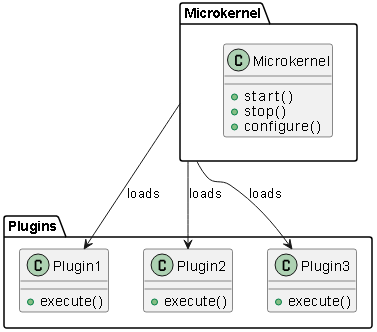 Microkernel
C Microkernel
start()
stop()
configure()
loads loads loads
Plugins
C Plugin1
execute()
C Plugin2
execute()
C Plugin3
execute()